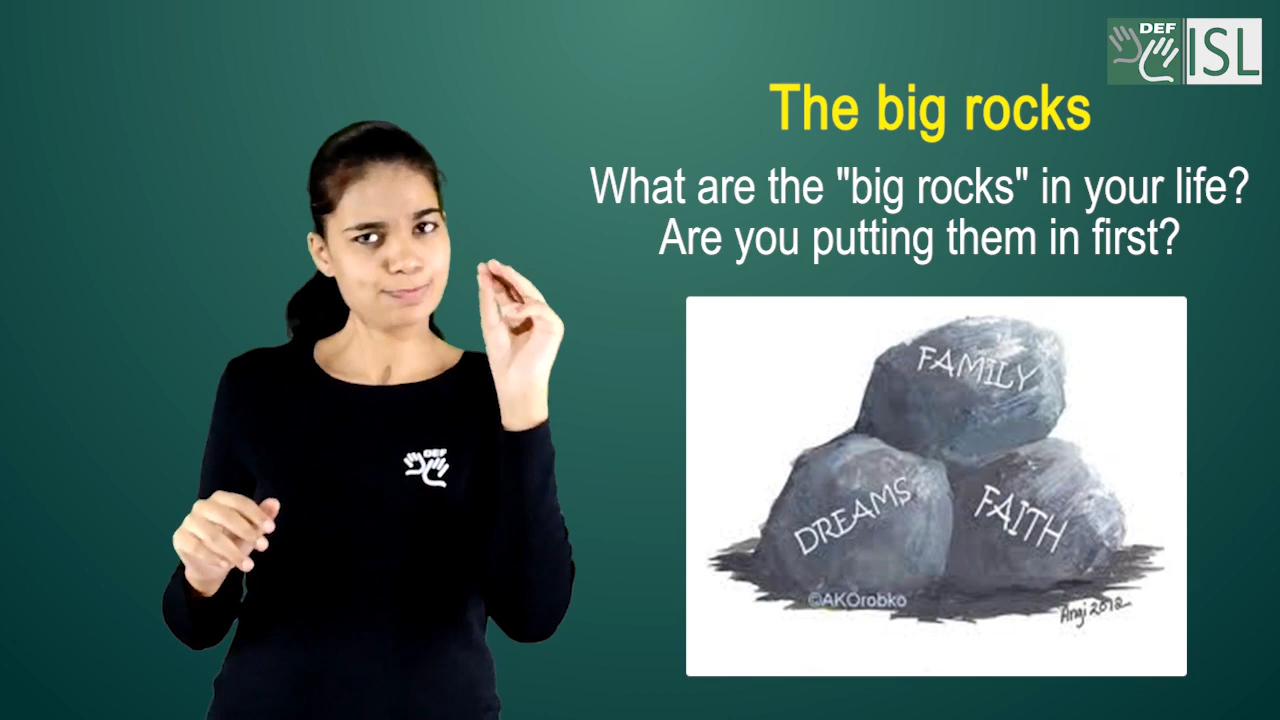 DEF
ISL
The big rocks
What are the "big rocks" in your life?
Are you putting them in first?
FAMILY
DREAMS
FAITH
©AKOrobko
Angi 2012
DEF